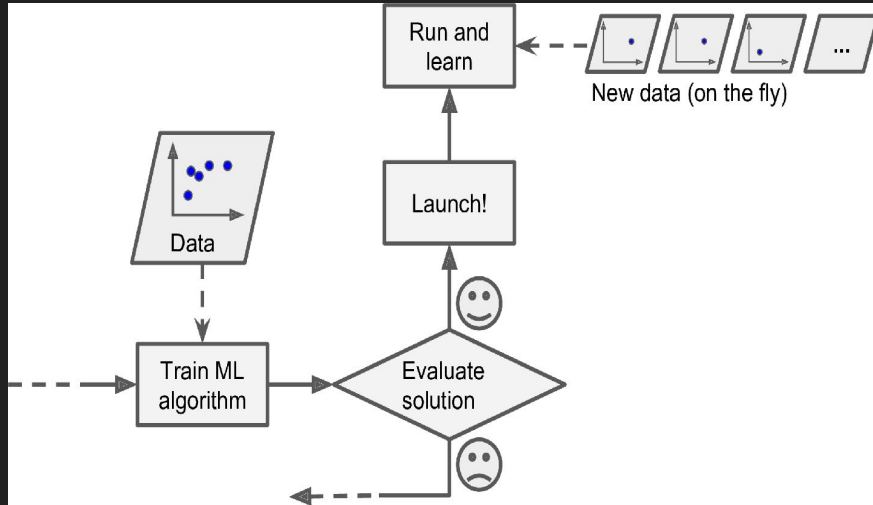 Run and
learn
...
New data (on the fly)
Launch!
Data
Train ML
algorithm
Evaluate
solution